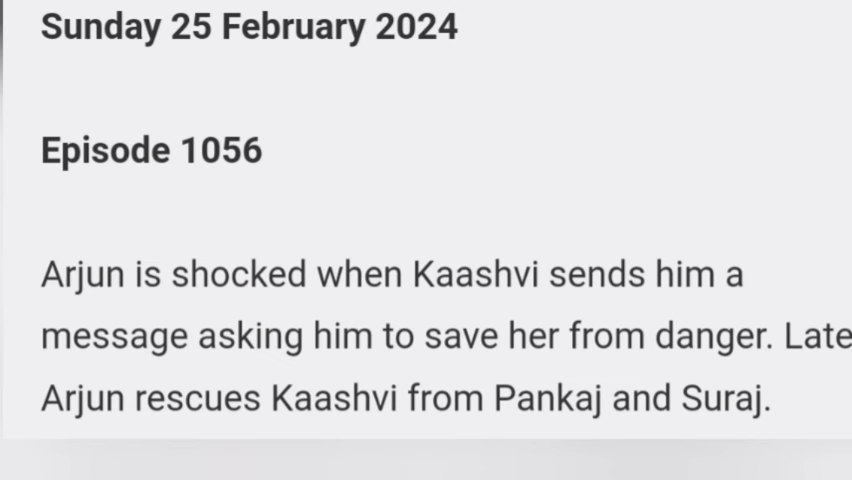 Sunday 25 February 2024
Episode 1056
Arjun is shocked when Kaashvi sends him a
message asking him to save her from danger. Late
Arjun rescues Kaashvi from Pankaj and Suraj.